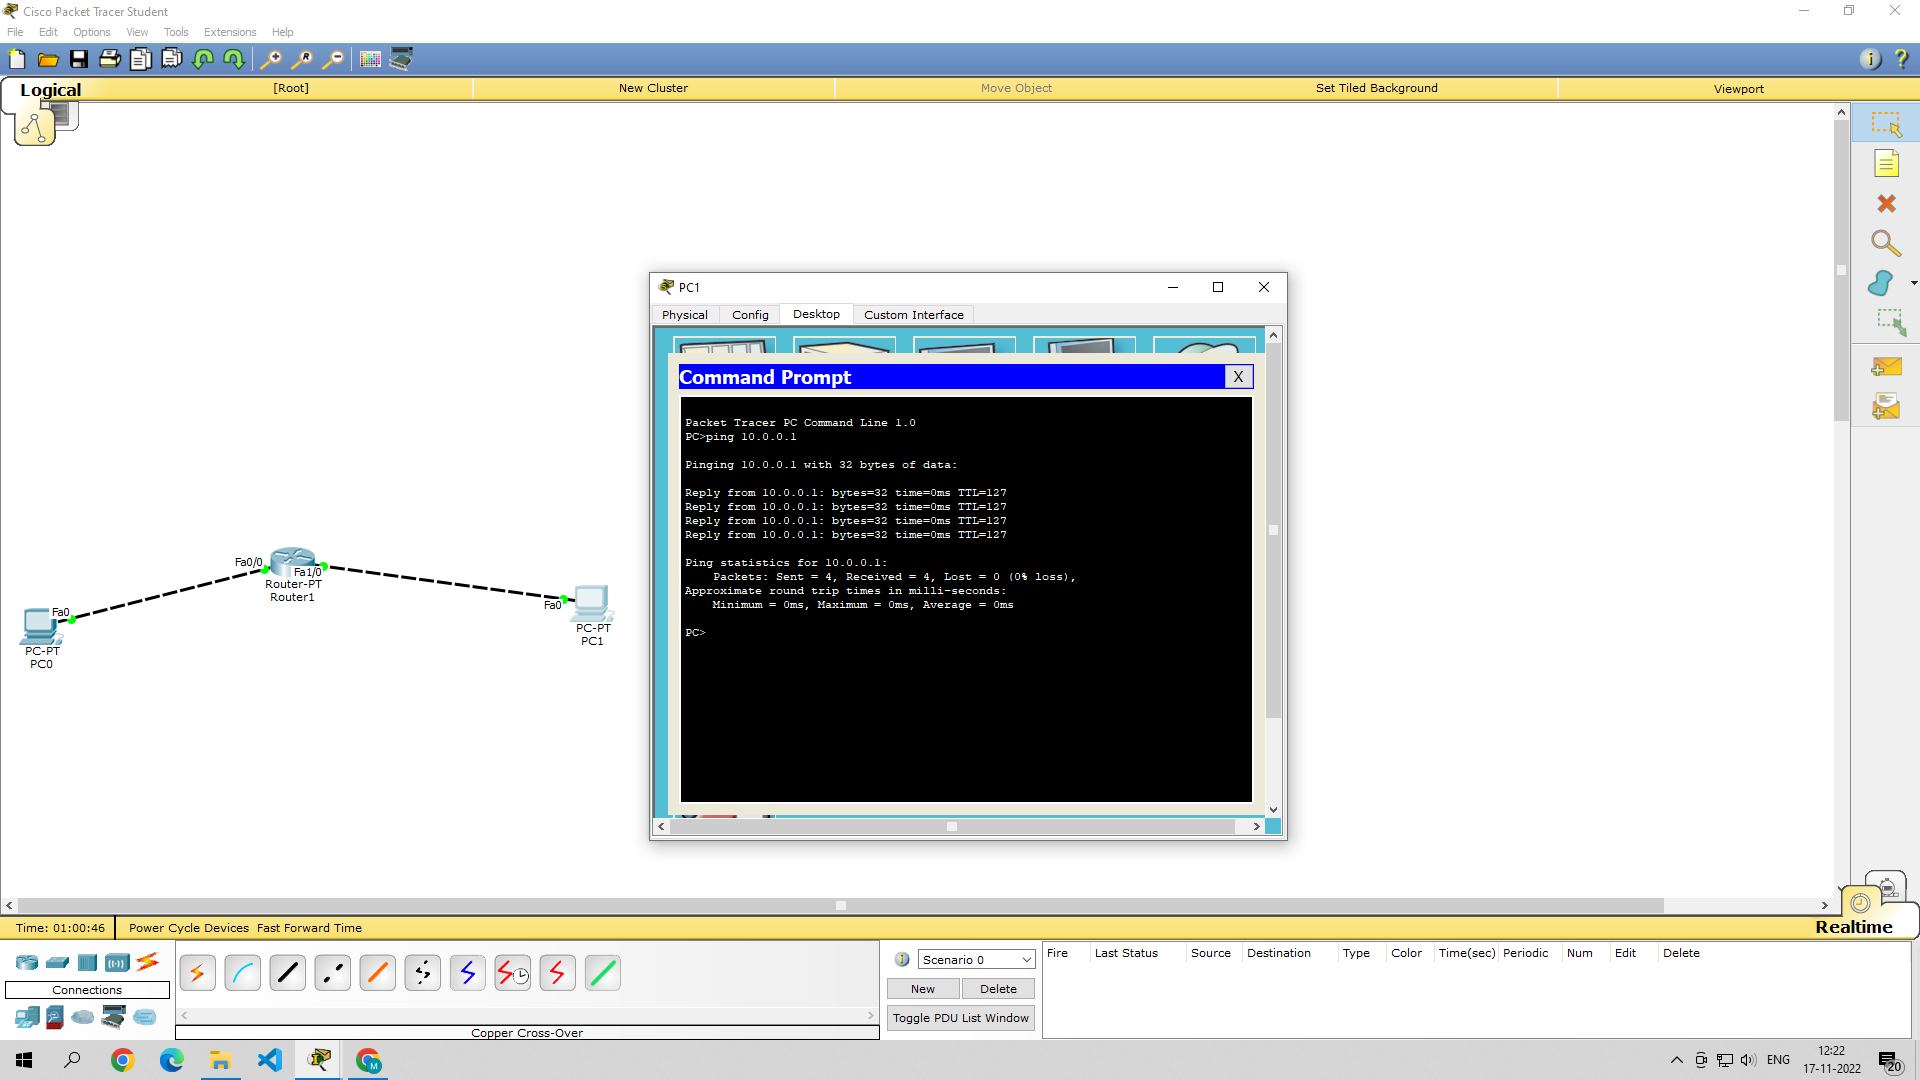 Cisco Packet Tracer Student
File Edit Options View Tools Extensions Help
Logical [Root] New Cluster Move Object Set Tiled Background Viewport
PC1
Physical Config Desktop Custom Interface
Command Prompt X
Packet Tracer PC Command Line 1.0
PC>ping 10.0.0.1
Pinging 10.0.0.1 with 32 bytes of data:
Reply from 10.0.0.1: bytes=32 time=0ms TTL=127
Reply from 10.0.0.1: bytes=32 time=0ms TTL=127
Reply from 10.0.0.1: bytes=32 time=0ms TTL=127
Reply from 10.0.0.1: bytes=32 time=0ms TTL=127
Ping statistics for 10.0.0.1:
Packets: Sent = 4, Received = 4, Lost = 0 (0% loss),
Approximate round trip times in milli-seconds:
Minimum = 0ms, Maximum = 0ms, Average = 0ms
PC>
Fa0/0
Fa1/0
Router-PT
Router1
Fa0
PC-PT
PC0
Fa0
PC-PT
PC1
Time: 01:00:46 Power Cycle Devices Fast Forward Time
Realtime
Connections
Copper Cross-Over
Scenario 0
New Delete
Toggle PDU List Window
Fire Last Status Source Destination Type Color Time(sec) Periodic Num Edit Delete
ENG
12:22
17-11-2022
20